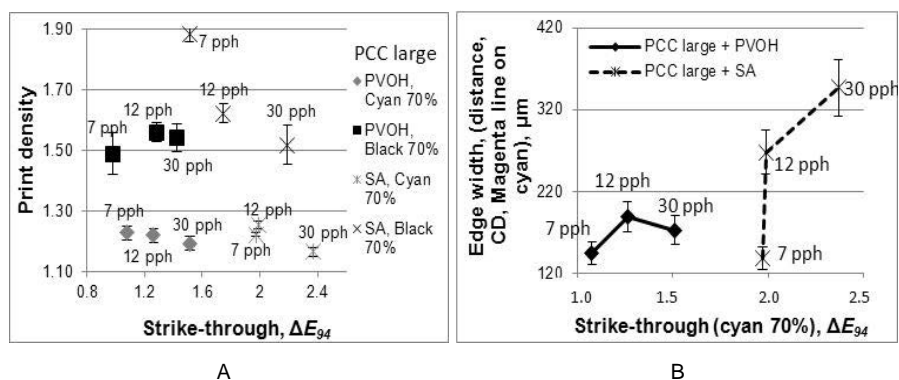 1.90
1.70
1.50
1.30
1.10
0.8
1.2
1.6
2
2.4
Print density
Strike-through, ΔE94
7 pph
12 pph
30 pph
7 pph
12 pph
30 pph
7 pph
12 pph
30 pph
7 pph
12 pph
30 pph
PCC large
PVOH,
Cyan 70%
PVOH,
Black 70%
SA, Cyan
70%
SA, Black
70%
A
420
320
220
120
1.0
1.5
2.0
2.5
Edge width, (distance,
CD, Magenta line on
cyan), µm
Strike-through (cyan 70%), ΔE94
PCC large + PVOH
PCC large + SA
7 pph
12 pph
30 pph
7 pph
12 pph
30 pph
B